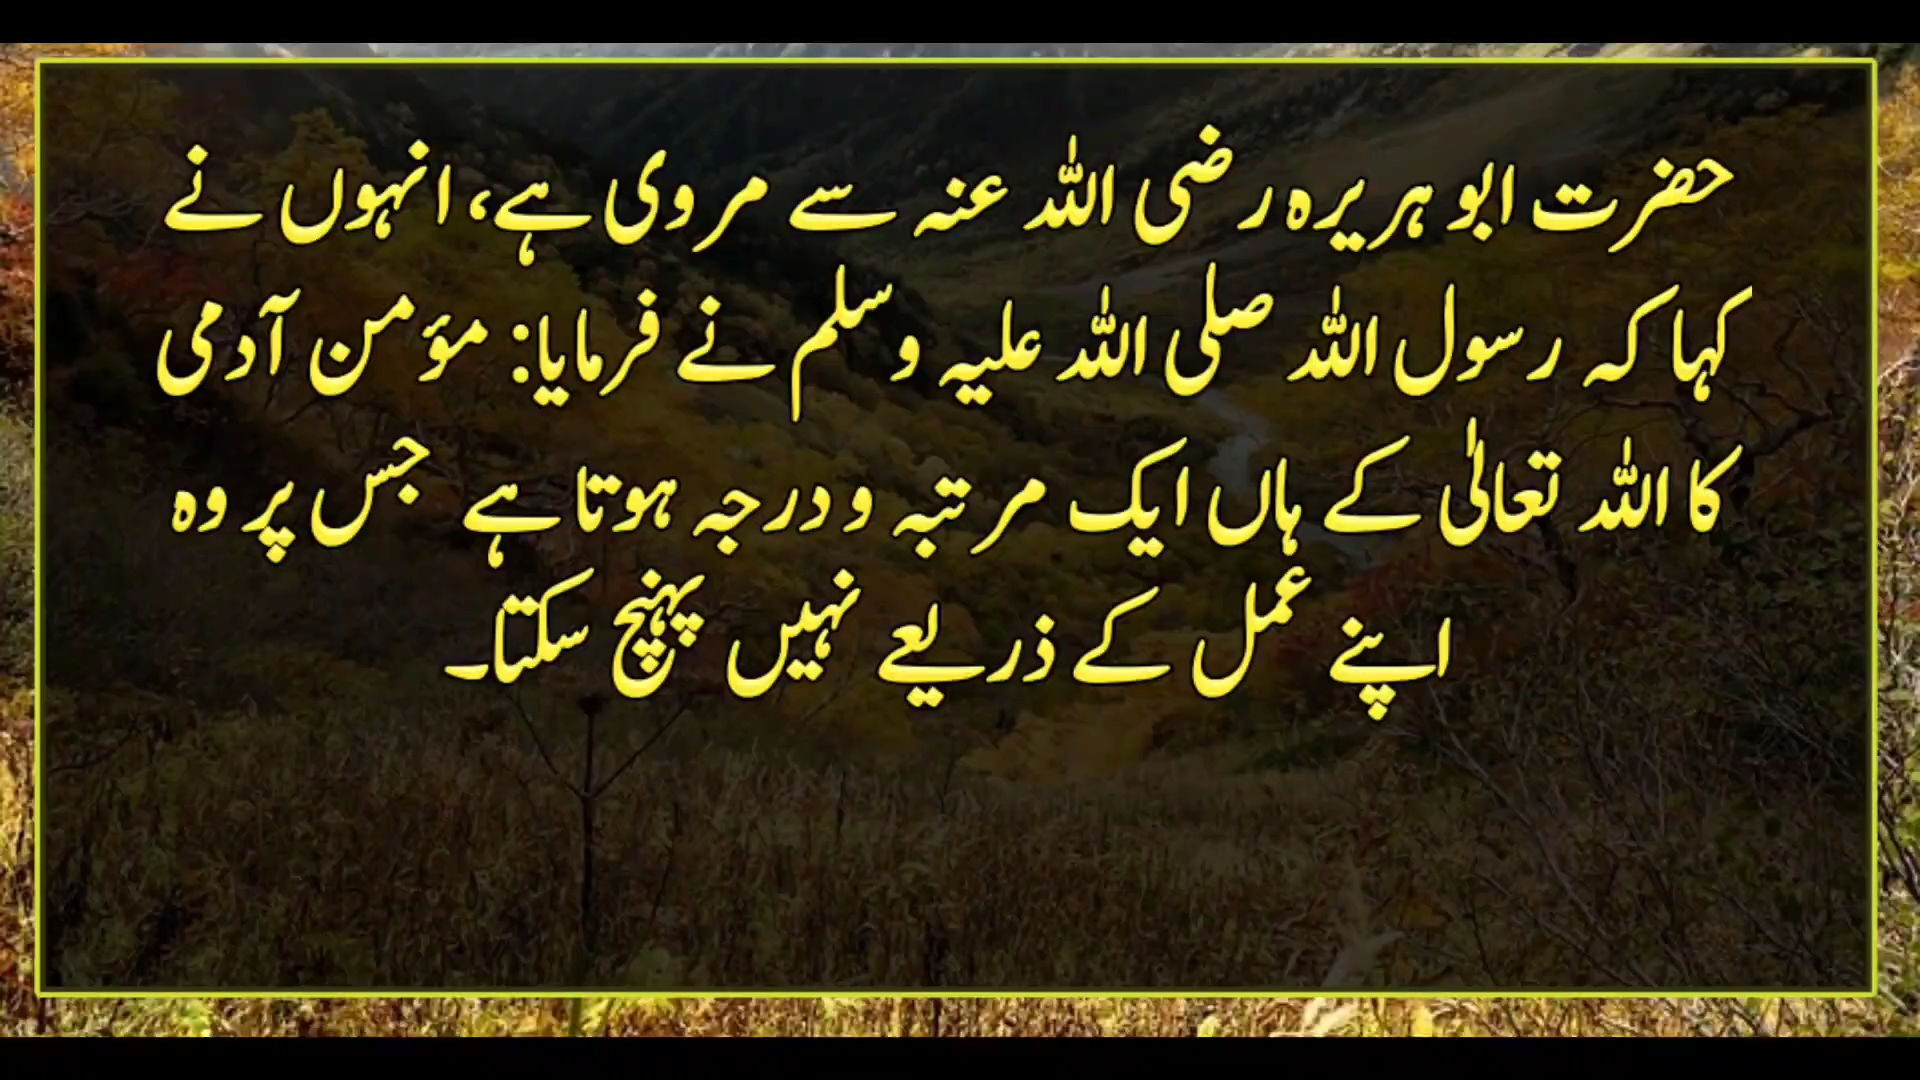 حضرت ابو ہریرہ رضی اللہ عنہ سے مروی ہے، انہوں نے
کہا کہ رسول اللہ صلی اللہ علیہ وسلم نے فرمایا: مؤمن آدمی
کا اللہ تعالیٰ کے ہاں ایک مرتبہ و درجہ ہوتا ہے جس پر وہ
اپنے عمل کے ذریعے نہیں پہنچ سکتا۔